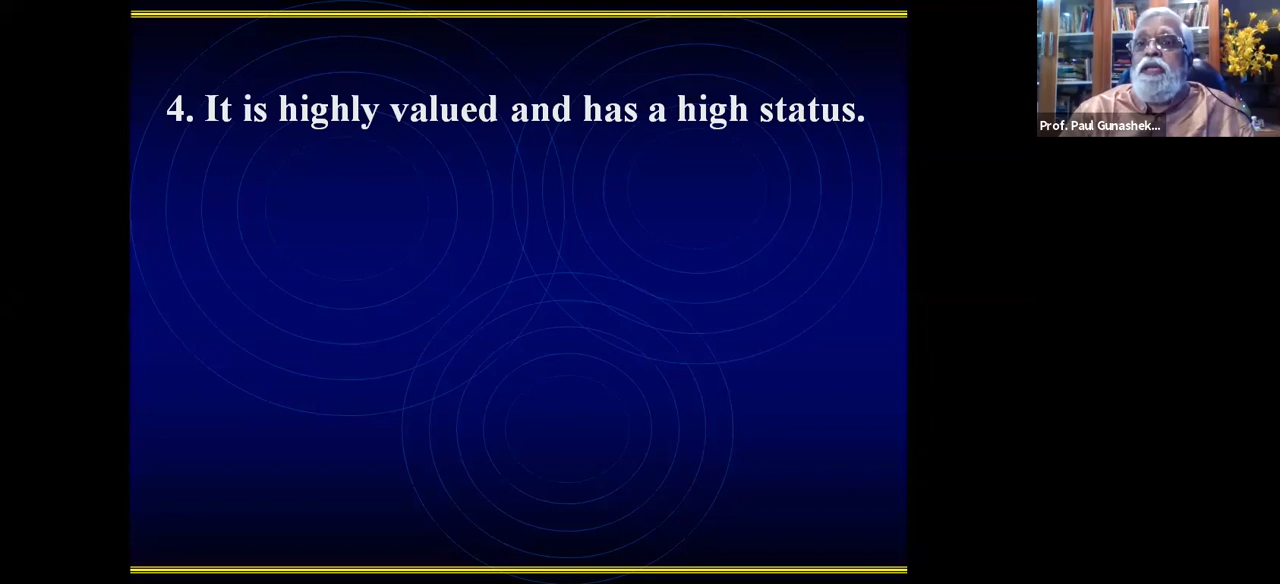 4. It is highly valued and has a high status.
Prof. Paul Gunashek...